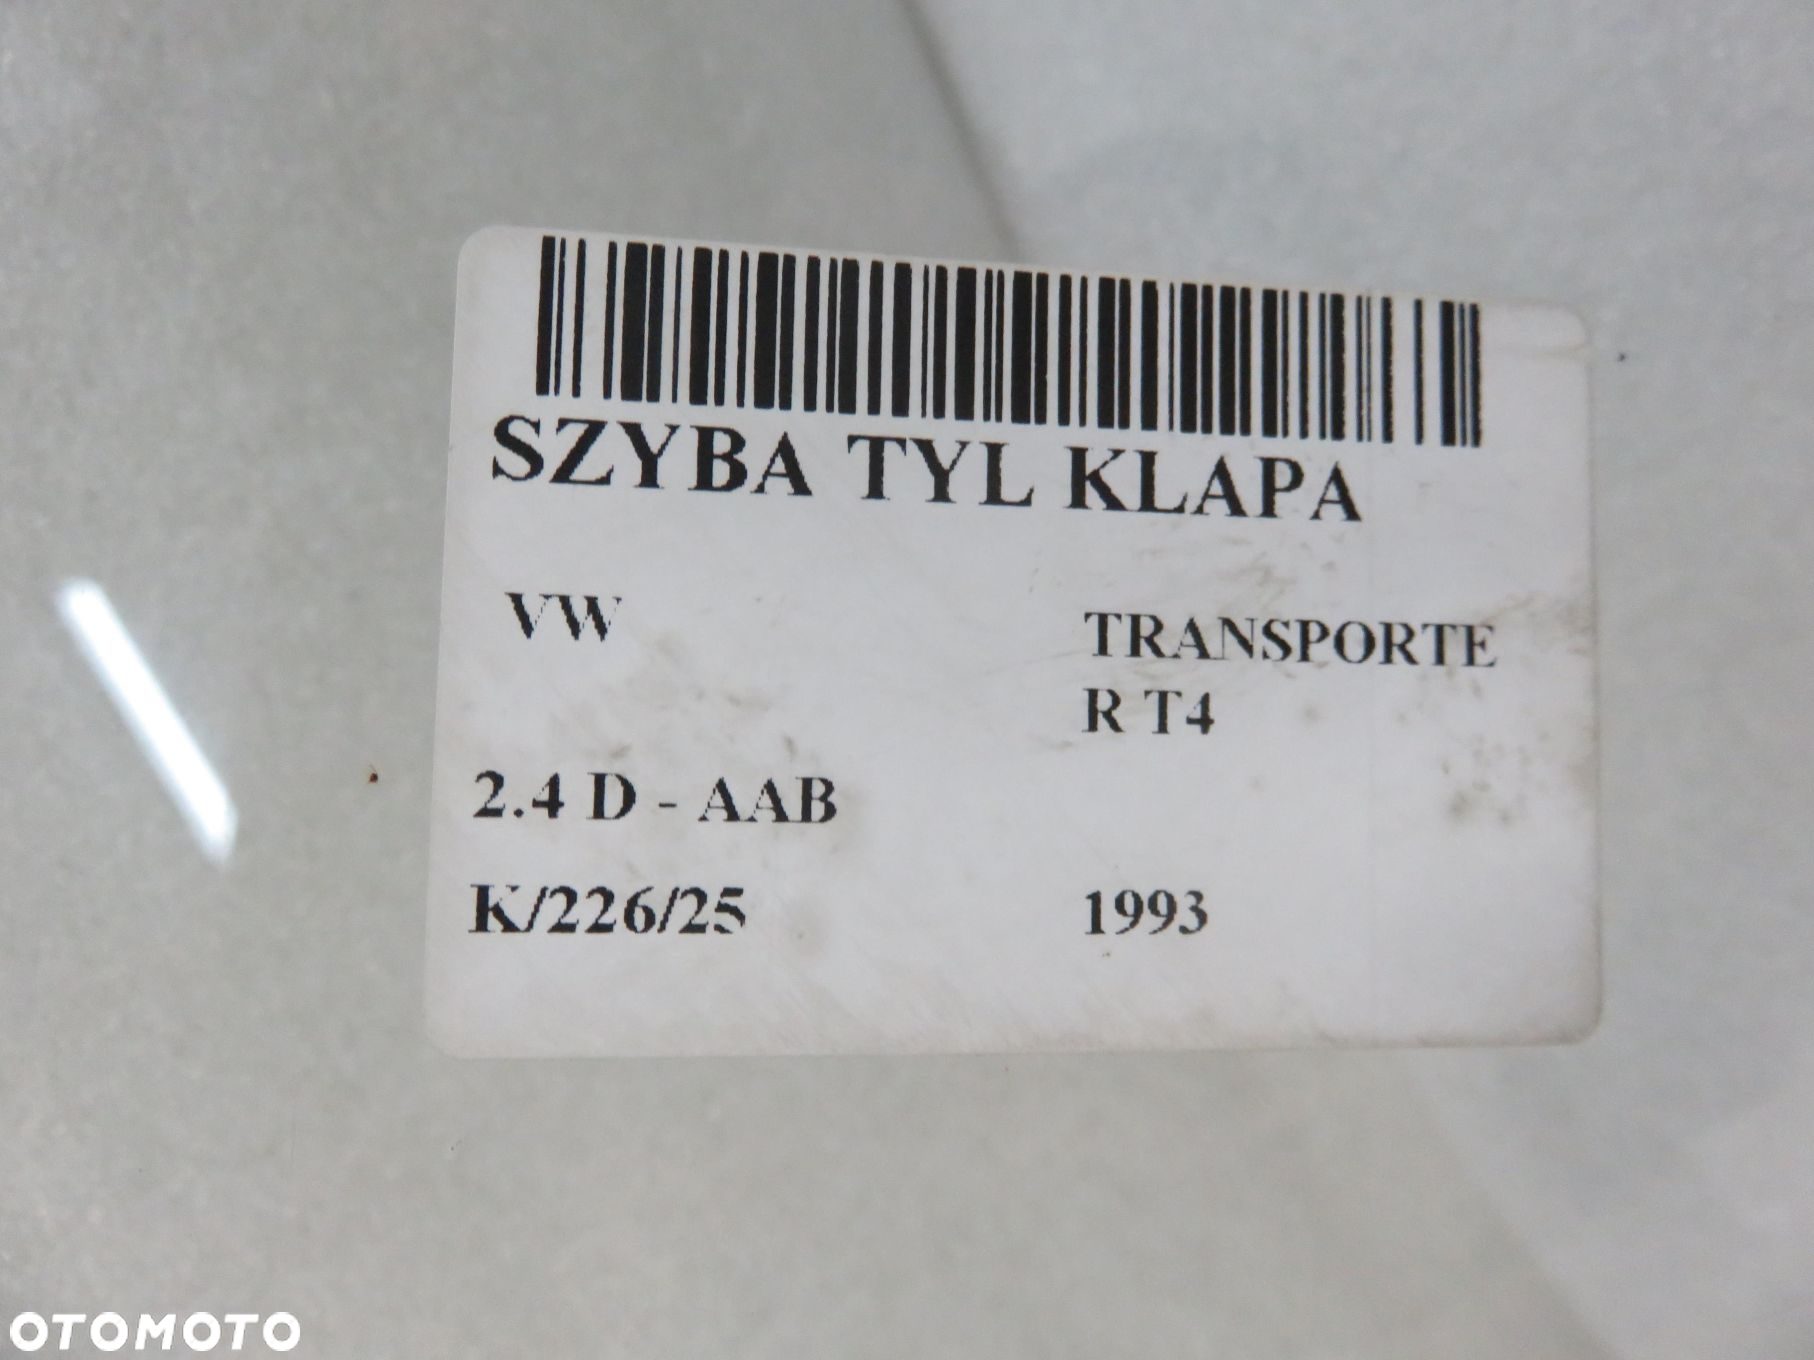 SZYBA TYL KLAPA
VW
TRANSPORTE
R T4
2.4 D - AAB
K/226/25
1993
OTOMOTO